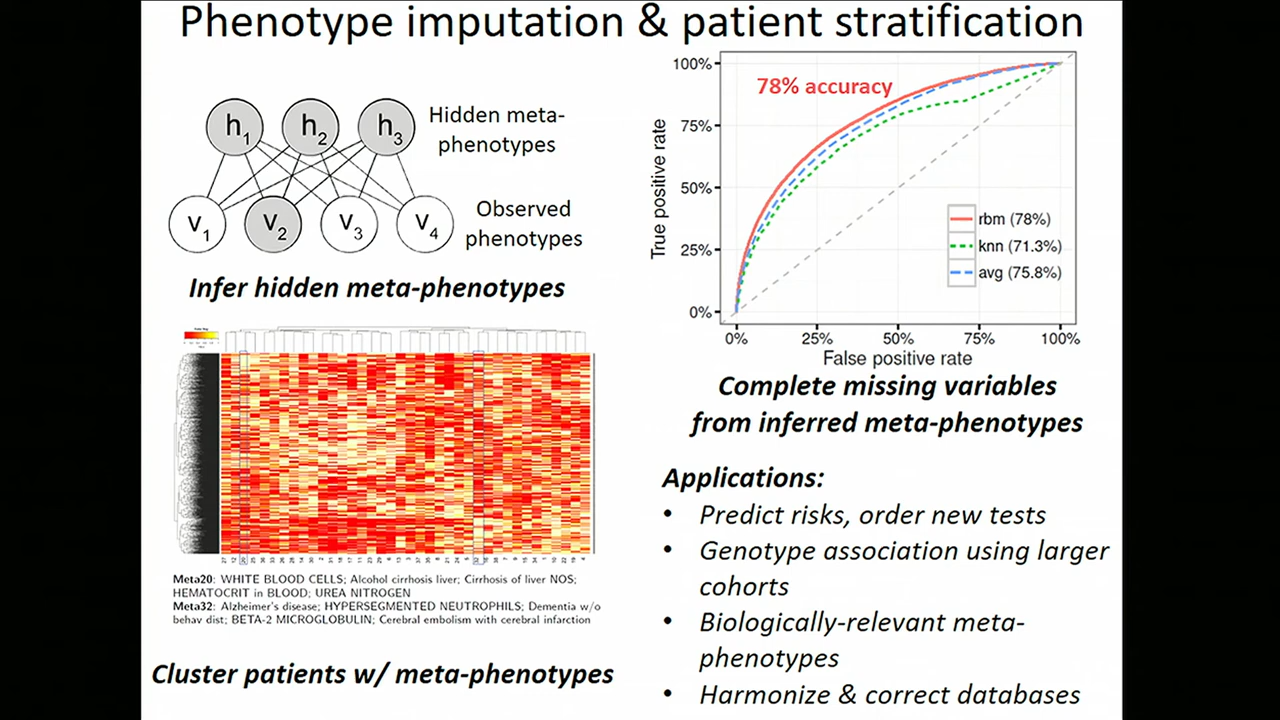 Phenotype imputation & patient stratification
h1 h2 h3
Hidden meta-
phenotypes
v1 v2 v3 v4
Observed
phenotypes
Infer hidden meta-phenotypes
Meta20: WHITE BLOOD CELLS; Alcohol cirrhosis liver; Cirrhosis of liver NOS;
HEMATOCRIT in BLOOD; UREA NITROGEN
Meta32: Alzheimer's disease; HYPERSEGMENTED NEUTROPHILS; Dementia w/o
behav dist; BETA-2 MICROGLOBULIN; Cerebral embolism with cerebral infarction
Cluster patients w/ meta-phenotypes
78% accuracy
True positive rate
100%
75%
50%
25%
0%
rbm (78%)
knn (71.3%)
avg (75.8%)
0% 25% 50% 75% 100%
False positive rate
Complete missing variables
from inferred meta-phenotypes
Applications:
• Predict risks, order new tests
• Genotype association using larger
cohorts
• Biologically-relevant meta-
phenotypes
• Harmonize & correct databases